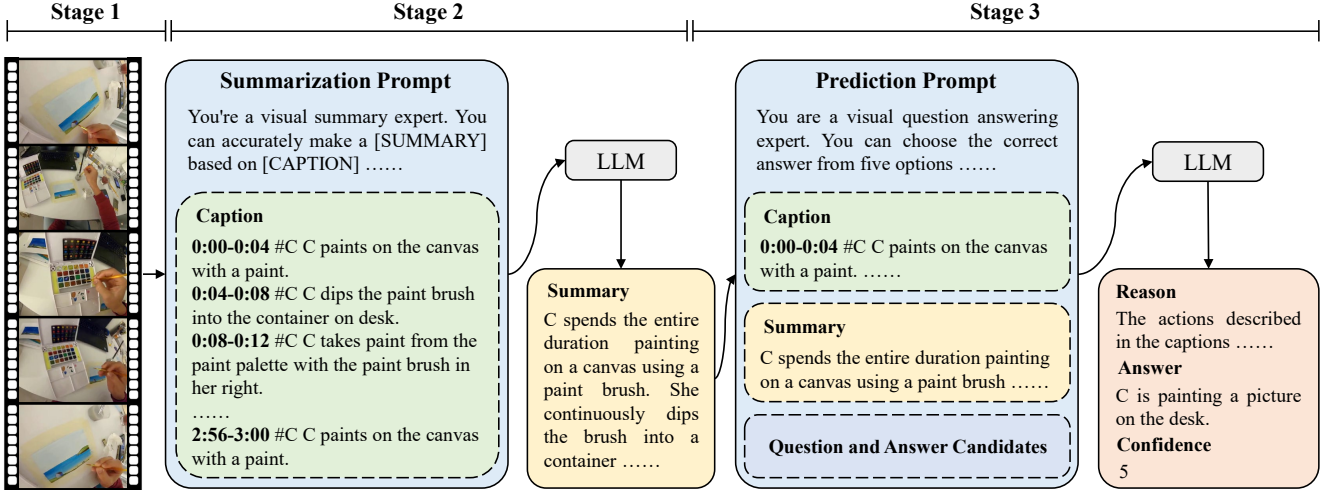 Stage 1
Stage 2
Stage 3
Summarization Prompt
You're a visual summary expert. You
can accurately make a [SUMMARY]
based on [CAPTION] ……
Caption
0:00-0:04 #C C paints on the canvas
with a paint.
0:04-0:08 #C C dips the paint brush
into the container on desk.
0:08-0:12 #C C takes paint from the
paint palette with the paint brush in
her right.
……
2:56-3:00 #C C paints on the canvas
with a paint.
LLM
Summary
C spends the entire
duration painting
on a canvas using a
paint brush. She
continuously dips
the brush into a
container ……
Prediction Prompt
You are a visual question answering
expert. You can choose the correct
answer from five options ……
Caption
0:00-0:04 #C C paints on the canvas
with a paint. ……
Summary
C spends the entire duration painting
on a canvas using a paint brush ……
Question and Answer Candidates
LLM
Reason
The actions described
in the captions ……
Answer
C is painting a picture
on the desk.
Confidence
5